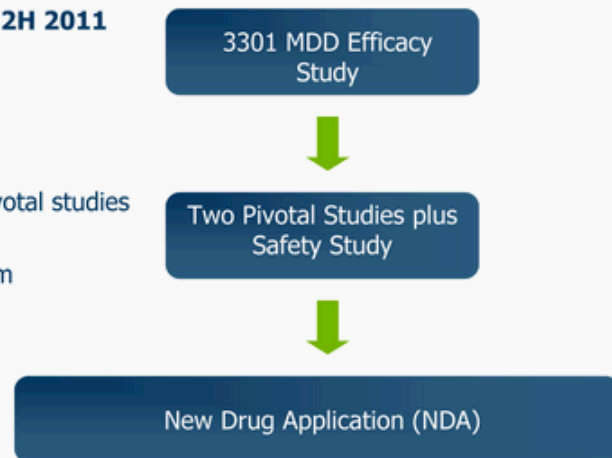 2H 2011
3301 MDD Efficacy
Study
votal studies
Two Pivotal Studies plus
Safety Study
m
New Drug Application (NDA)